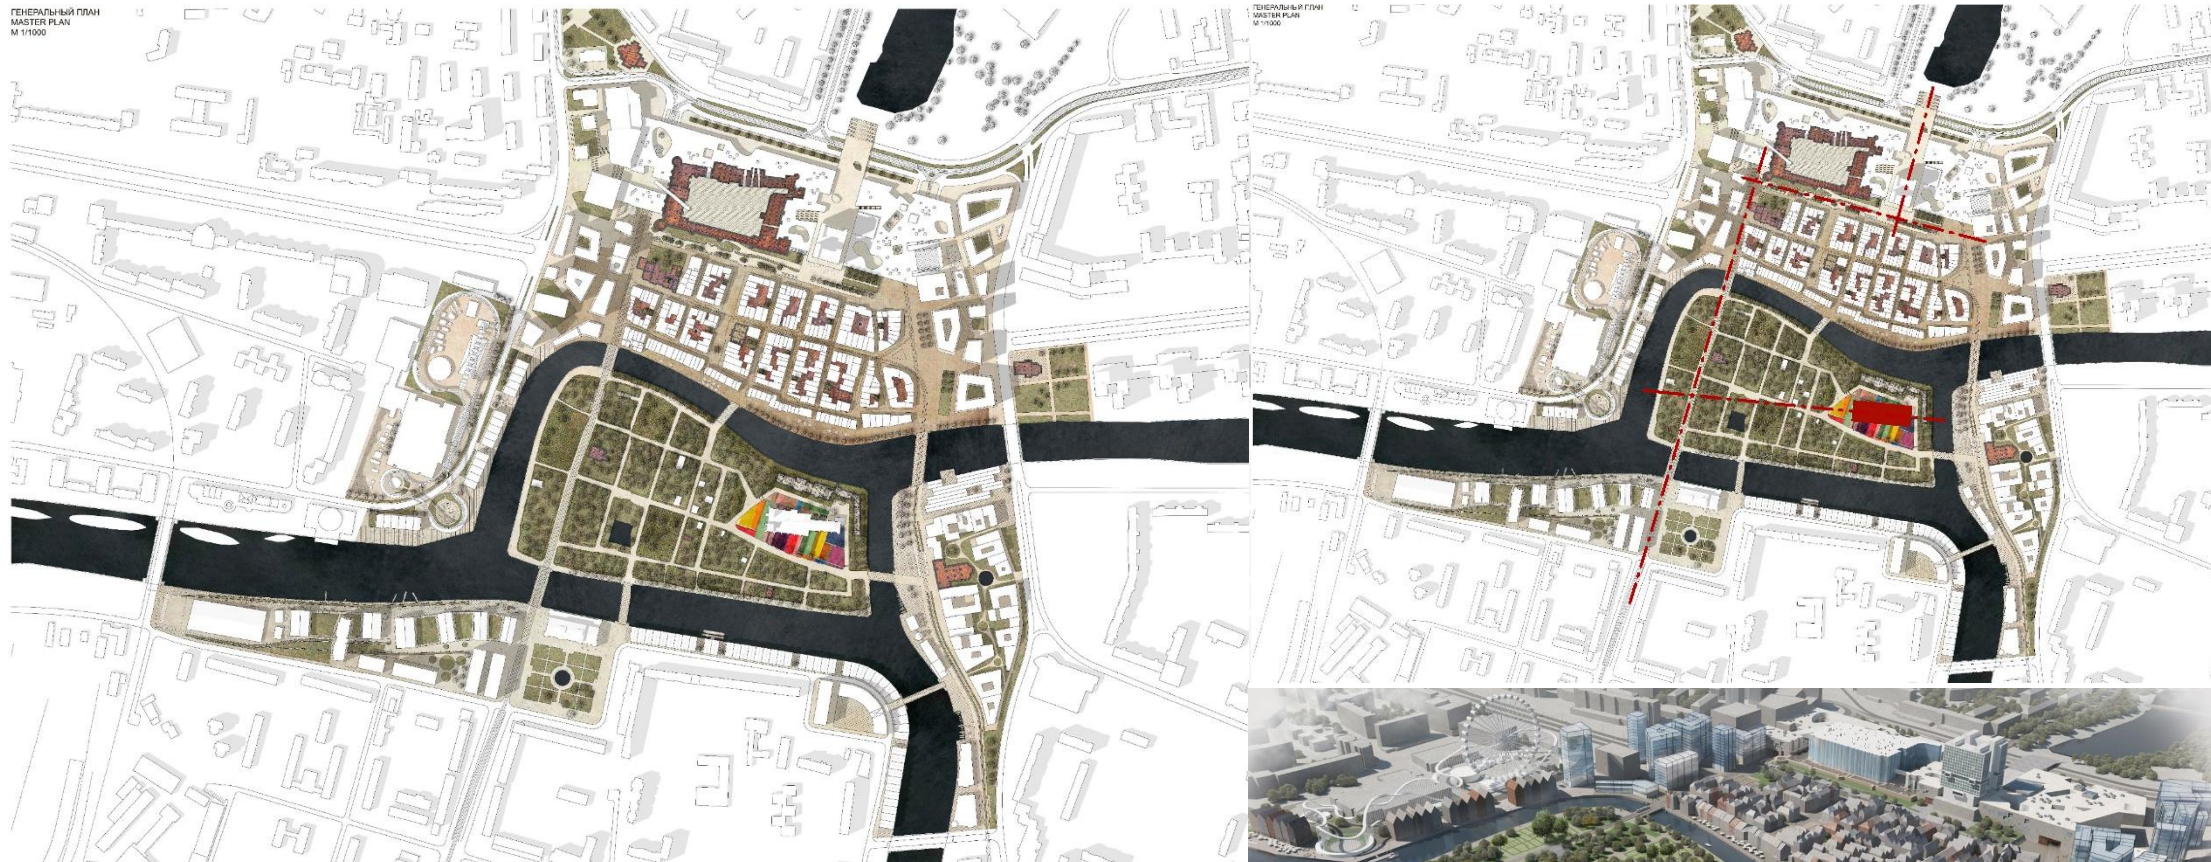 ГЕНЕРАЛЬНЫЙ ПЛАН
MASTER PLAN
М 1/1000
ГЕНЕРАЛЬНЫЙ ПЛАН
MASTER PLAN
М 1/1000